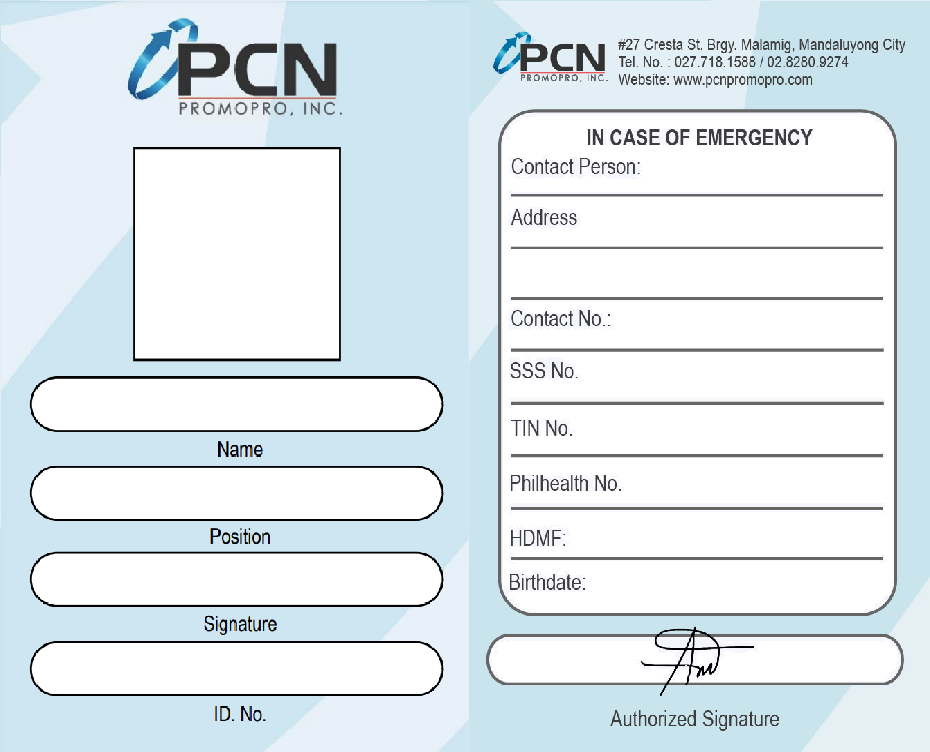 PCN
PROMOPRO, INC.
Name
Position
Signature
ID. No.
PCN
PROMOPRO, INC.
#27 Cresta St. Brgy. Malamig, Mandaluyong City
Tel. No. : 027.718.1588 / 02.8280.9274
Website: www.pcnpromopro.com
IN CASE OF EMERGENCY
Contact Person:
Address
Contact No.:
SSS No.
TIN No.
Philhealth No.
HDMF:
Birthdate:
Authorized Signature